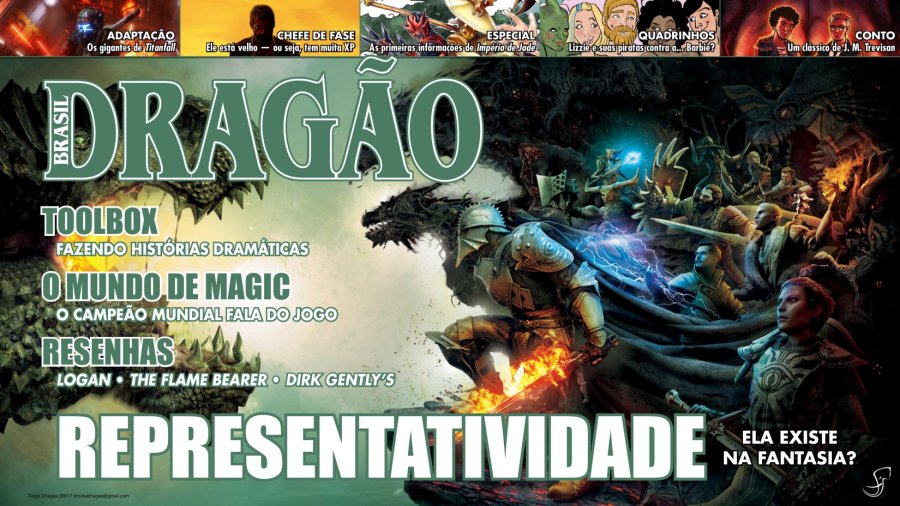 ADAPTAÇÃO
Os gigantes de Titanfall
CHEFE DE FASE
Ele está velho — ou seja, tem muita XP
ESPECIAL
As primeiras informações de Império de Jade
QUADRINHOS
Lizzie e suas piratas contra a... Barbie?
CONTO
Um clássico de J. M. Trevisan
BRASIL
DRAGÃO
TOOLBOX
FAZENDO HISTÓRIAS DRAMÁTICAS
O MUNDO DE MAGIC
O CAMPEÃO MUNDIAL FALA DO JOGO
RESENHAS
LOGAN • THE FLAME BEARER • DIRK GENTLY'S
REPRESENTATIVIDADE
ELA EXISTE
NA FANTASIA?